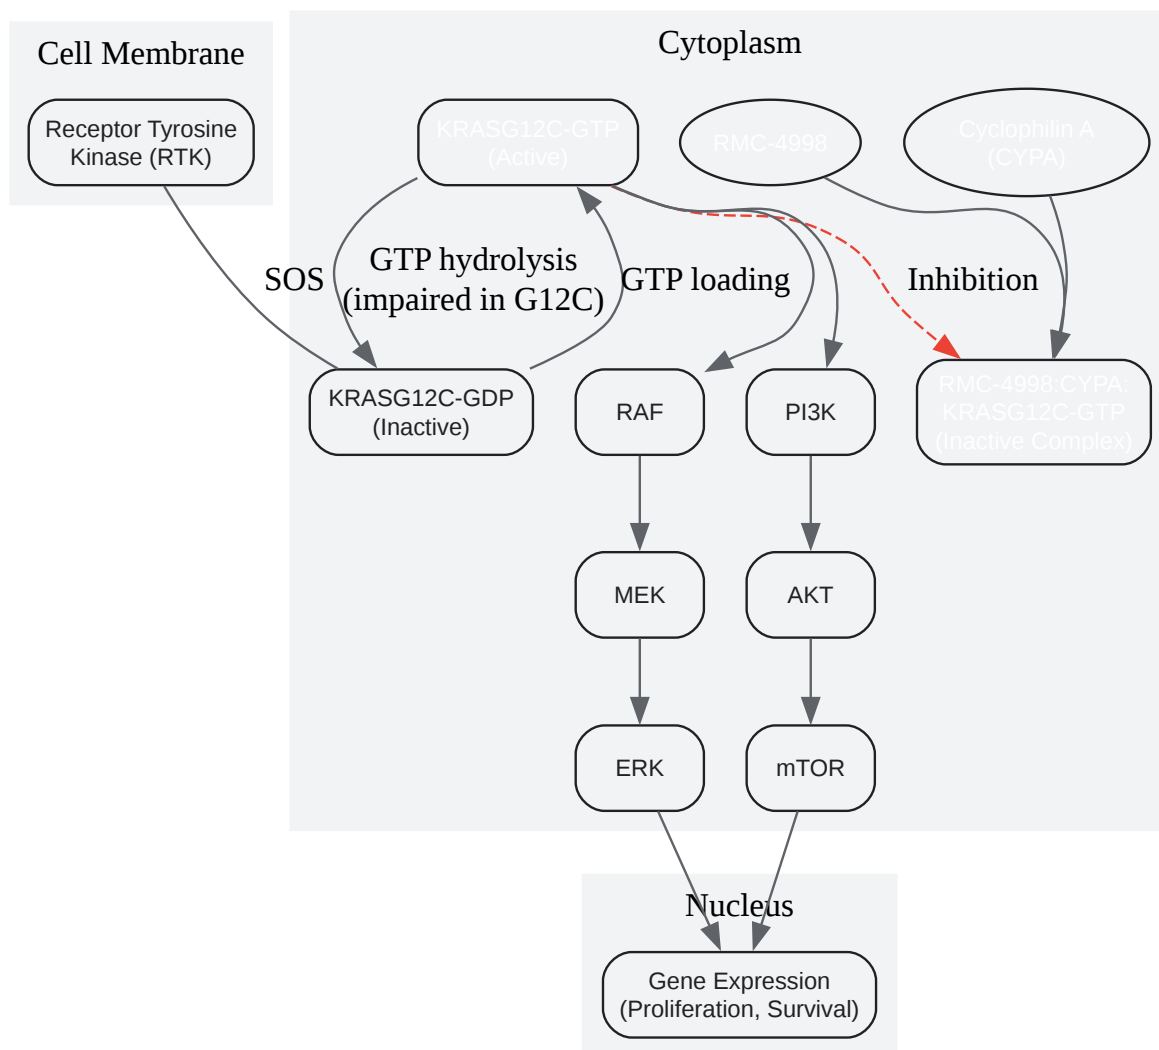 Cell Membrane
Cytoplasm
Receptor Tyrosine
Kinase (RTK)
KRASG12C-GTP
(Active)
RMC-4998
Cyclophilin A
(CYPA)
SOS
GTP hydrolysis
(impaired in G12C)
GTP loading
Inhibition
KRASG12C-GDP
(Inactive)
RAF
PI3K
RMC-4998:CYPA:
KRASG12C-GTP
(Inactive Complex)
MEK
AKT
ERK
mTOR
Nucleus
Gene Expression
(Proliferation, Survival)